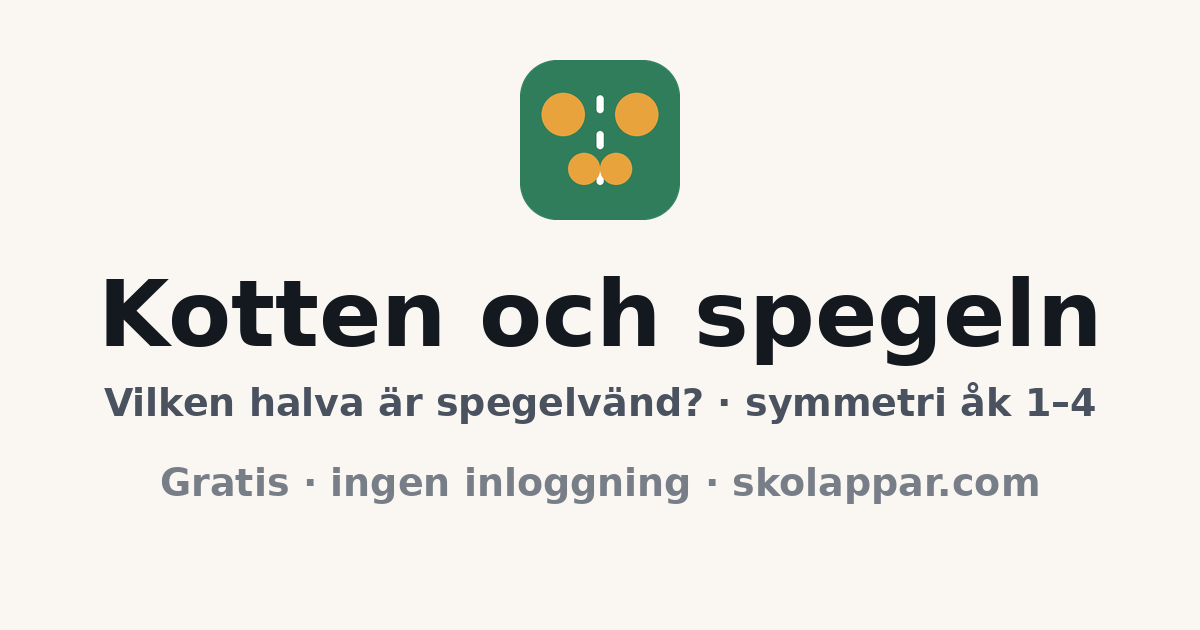 Kotten och spegeln
Vilken halva är spegelvänd? · symmetri åk 1–4
Gratis · ingen inloggning · skolappar.com